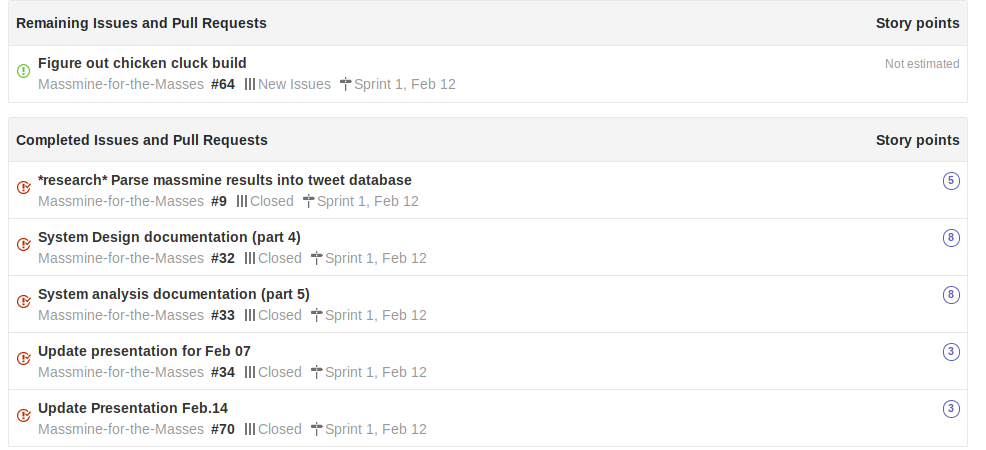 Remaining Issues and Pull Requests Story points
Figure out chicken cluck build Not estimated
Massmine-for-the-Masses #64 New Issues Sprint 1, Feb 12
Completed Issues and Pull Requests Story points
*research* Parse massmine results into tweet database 5
Massmine-for-the-Masses #9 Closed Sprint 1, Feb 12
System Design documentation (part 4) 8
Massmine-for-the-Masses #32 Closed Sprint 1, Feb 12
System analysis documentation (part 5) 8
Massmine-for-the-Masses #33 Closed Sprint 1, Feb 12
Update presentation for Feb 07 3
Massmine-for-the-Masses #34 Closed Sprint 1, Feb 12
Update Presentation Feb.14 3
Massmine-for-the-Masses #70 Closed Sprint 1, Feb 12